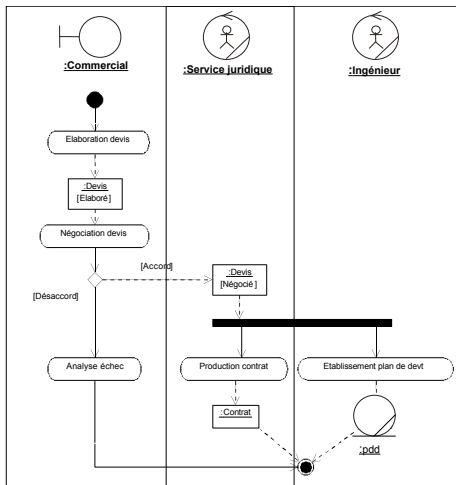 :Commercial
:Service juridique
:Ingénieur
Elaboration devis
:Devis
[Elaboré]
Négociation devis
[Accord]
:Devis
[Négocié]
[Désaccord]
Analyse échec
Production contrat
Etablissement plan de devt
:Contrat
:pdd